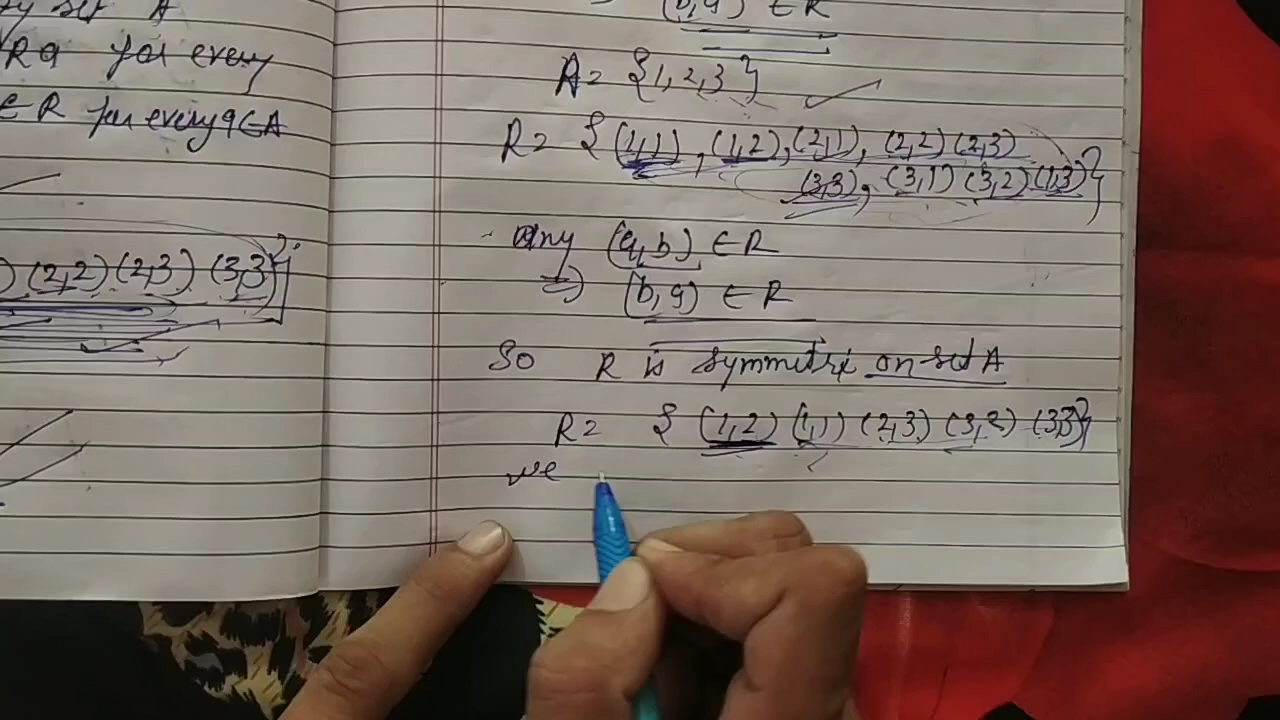 set A
Ra for every
∈ R for every a ∈ A
(2,2) (2,3) (3,3)}
(b,a) ∈ R
A = {1,2,3}
R = {(1,1), (1,2), (2,1), (2,2) (2,3)
(3,3), (3,1) (3,2) (1,3)}
any (a,b) ∈ R
⇒ (b,a) ∈ R
So R is symmetric on set A
R = { (1,2) (1,1) (2,3) (3,2) (3,3)}
we